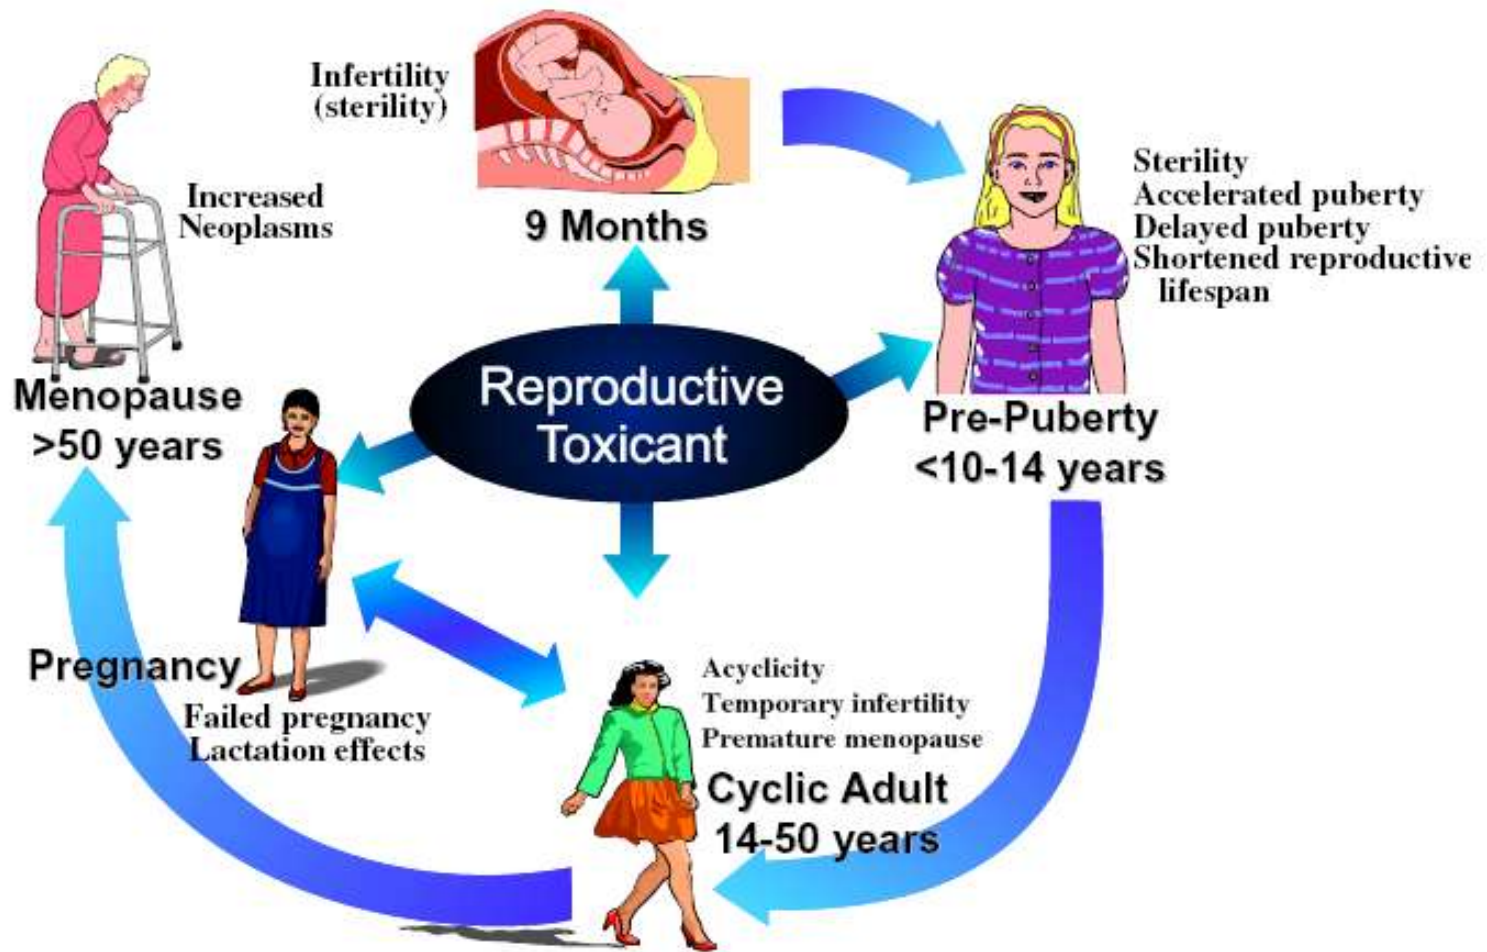 Infertility
(sterility)
9 Months
Sterility
Accelerated puberty
Delayed puberty
Shortened reproductive
lifespan
Pre-Puberty
<10-14 years
Increased
Neoplasms
Menopause
>50 years
Reproductive
Toxicant
Pregnancy
Failed pregnancy
Lactation effects
Acyclicity
Temporary infertility
Premature menopause
Cyclic Adult
14-50 years